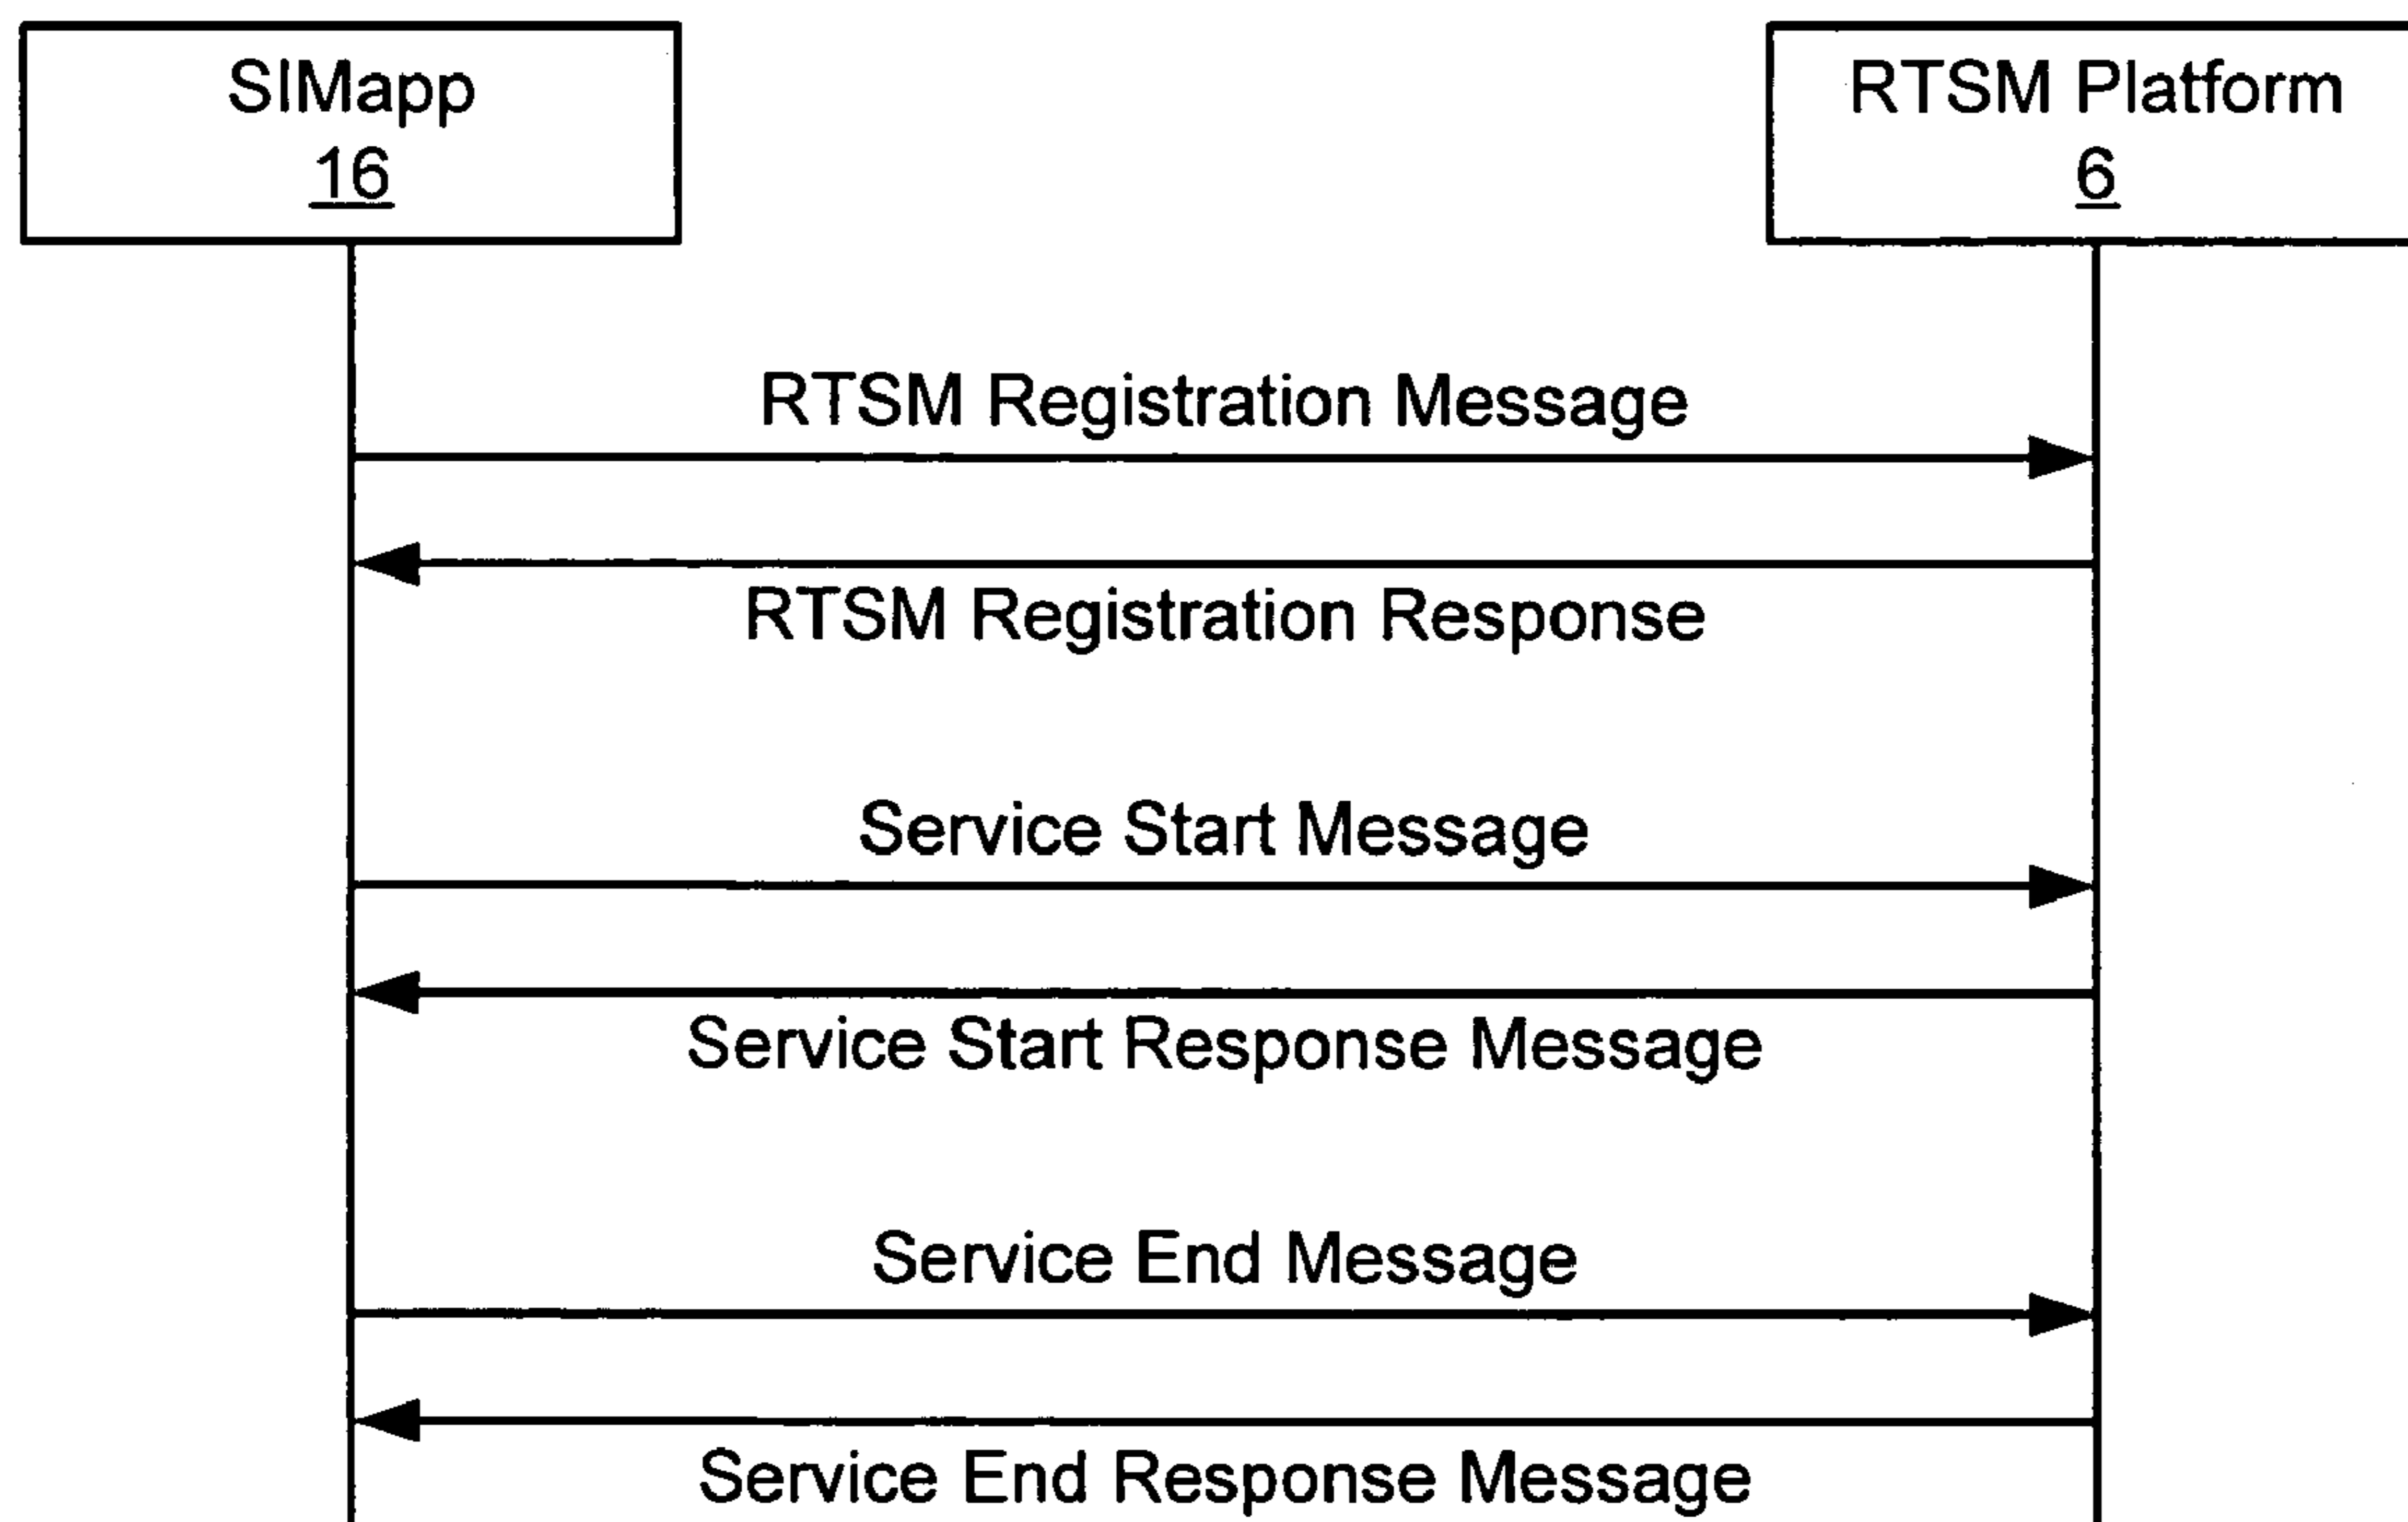 SIMapp
16
RTSM Platform
6
RTSM Registration Message
RTSM Registration Response
Service Start Message
Service Start Response Message
Service End Message
Service End Response Message